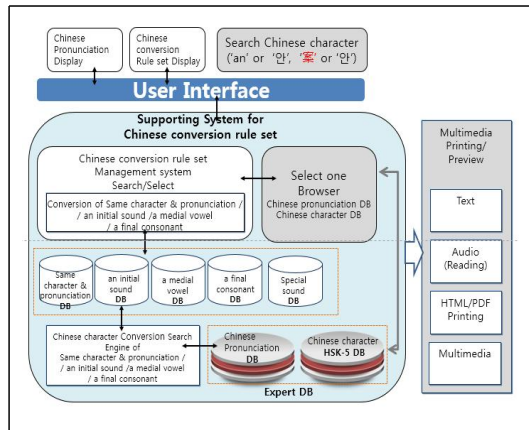 Chinese
Pronunciation
Display
Chinese
conversion
Rule set Display
Search Chinese character
('an' or '안', '案' or '안')
User Interface
Supporting System for
Chinese conversion rule set
Chinese conversion rule set
Management system
Search/Select
Conversion of Same character & pronunciation /
/ an initial sound /a medial vowel
/ a final consonant
Select one
Browser
Chinese pronunciation DB
Chinese character DB
Same
character &
pronunciation
DB
an initial
sound
DB
a medial
vowel
DB
a final
consonant
DB
Special
sound
DB
Chinese character Conversion Search
Engine of
Same character & pronunciation /
/ an initial sound /a medial vowel
/ a final consonant
Chinese
Pronunciation
DB
Chinese character
HSK-5 DB
Expert DB
Multimedia
Printing/
Preview
Text
Audio
(Reading)
HTML/PDF
Printing
Multimedia